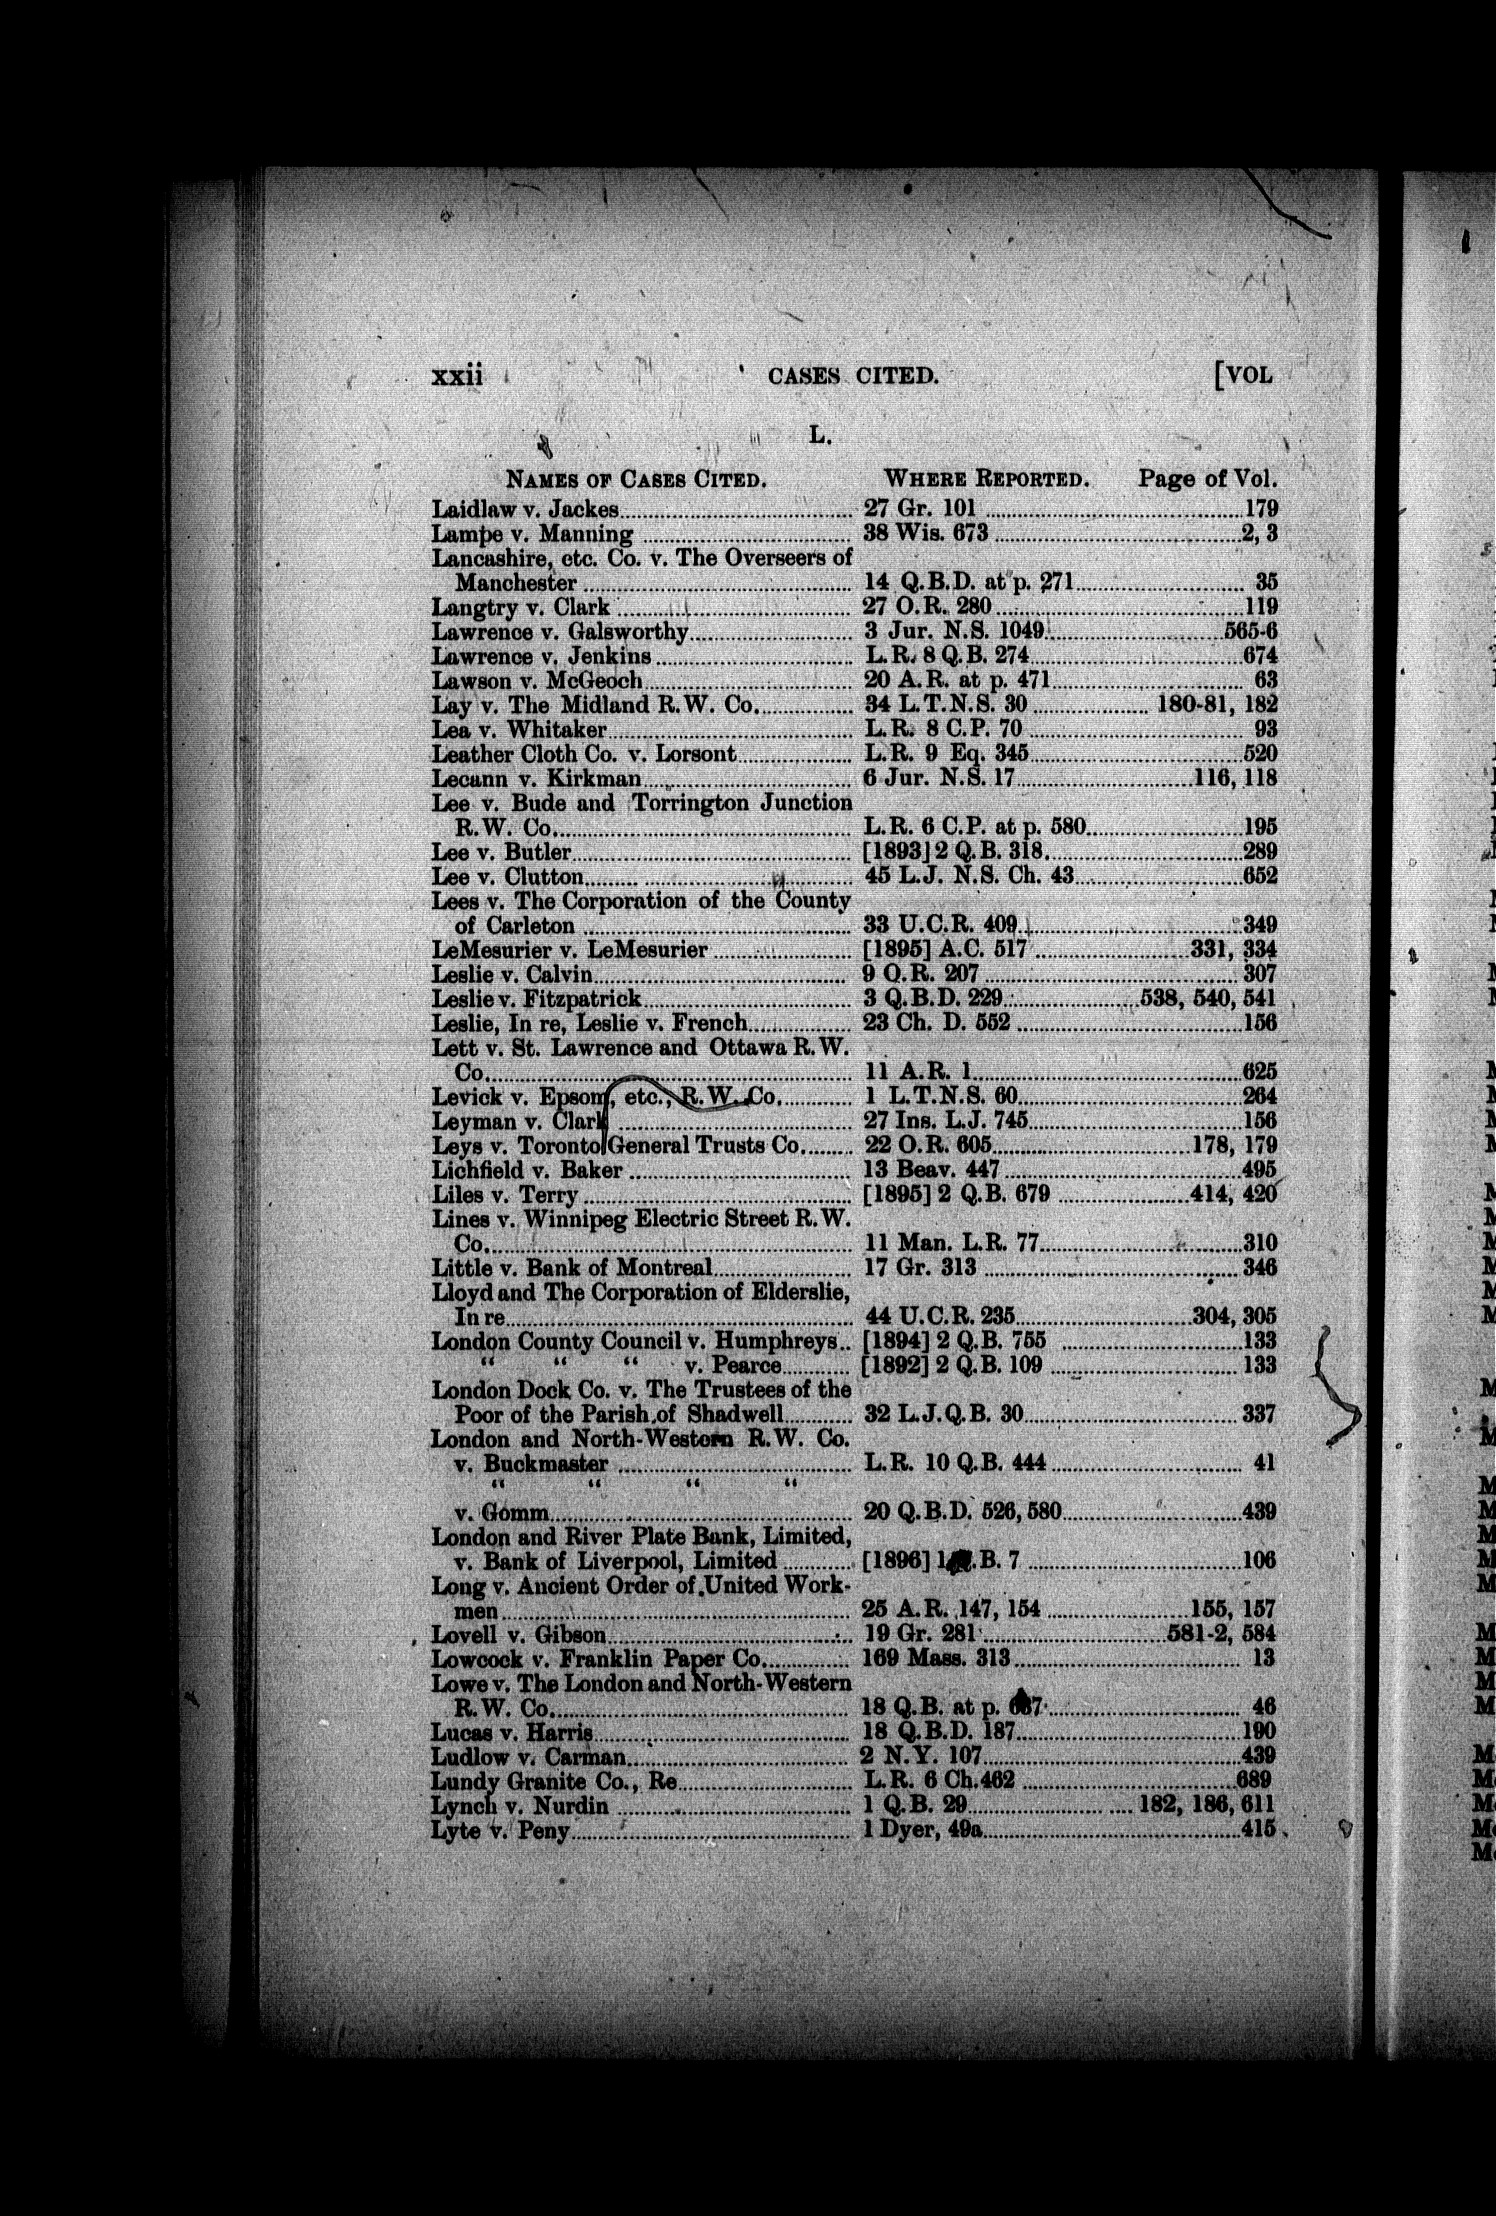 xxii CASES CITED. [VOL
L.
NAMES OF CASES CITED. WHERE REPORTED. Page of Vol.
Laidlaw v. Jackes 27 Gr. 101 179
Lampe v. Manning 38 Wis. 673 2, 3
Lancashire, etc. Co. v. The Overseers of
Manchester 14 Q.B.D. at p. 271 35
Langtry v. Clark 27 O.R. 280 119
Lawrence v. Galsworthy 3 Jur. N.S. 1049 565-6
Lawrence v. Jenkins L.R. 8 Q.B. 274 674
Lawson v. McGeoch 20 A.R. at p. 471 63
Lay v. The Midland R.W. Co. 34 L.T.N.S. 30 180-81, 182
Lea v. Whitaker L.R. 8 C.P. 70 93
Leather Cloth Co. v. Lorsont L.R. 9 Eq. 345 520
Lecann v. Kirkman 6 Jur. N.S. 17 116, 118
Lee v. Bude and Torrington Junction
R.W. Co. L.R. 6 C.P. at p. 580 195
Lee v. Butler [1893] 2 Q.B. 318. 289
Lee v. Clutton 45 L.J. N.S. Ch. 43 652
Lees v. The Corporation of the County
of Carleton 33 U.C.R. 409 349
LeMesurier v. LeMesurier [1895] A.C. 517 331, 334
Leslie v. Calvin 9 O.R. 207 307
Leslie v. Fitzpatrick 3 Q.B.D. 229 538, 540, 541
Leslie, In re, Leslie v. French 23 Ch. D. 552 156
Lett v. St. Lawrence and Ottawa R.W.
Co. 11 A.R. 1 625
Levick v. Epsom, etc., R.W. Co. 1 L.T.N.S. 60 264
Leyman v. Clark 27 Ins. L.J. 745 156
Leys v. Toronto General Trusts Co. 22 O.R. 605 178, 179
Lichfield v. Baker 13 Beav. 447 495
Liles v. Terry [1895] 2 Q.B. 679 414, 420
Lines v. Winnipeg Electric Street R.W.
Co. 11 Man. L.R. 77 310
Little v. Bank of Montreal 17 Gr. 313 346
Lloyd and The Corporation of Elderslie,
In re 44 U.C.R. 235 304, 305
London County Council v. Humphreys [1894] 2 Q.B. 755 133
“ “ “ v. Pearce [1892] 2 Q.B. 109 133
London Dock Co. v. The Trustees of the
Poor of the Parish of Shadwell 32 L.J.Q.B. 30 337
London and North-Western R.W. Co.
v. Buckmaster L.R. 10 Q.B. 444 41
“ “ “ “
v. Gomm 20 Q.B.D. 526, 580 439
London and River Plate Bank, Limited,
v. Bank of Liverpool, Limited [1896] 1 .B. 7 106
Long v. Ancient Order of United Work-
men 25 A.R. 147, 154 155, 157
Lovell v. Gibson 19 Gr. 281 581-2, 584
Lowcock v. Franklin Paper Co. 169 Mass. 313 13
Lowe v. The London and North-Western
R.W. Co. 18 Q.B. at p. 46
Lucas v. Harris 18 Q.B.D. 187 190
Ludlow v. Carman 2 N.Y. 107 439
Lundy Granite Co., Re L.R. 6 Ch. 462 689
Lynch v. Nurdin 1 Q.B. 29 182, 186, 611
Lyte v. Peny 1 Dyer, 49a 415